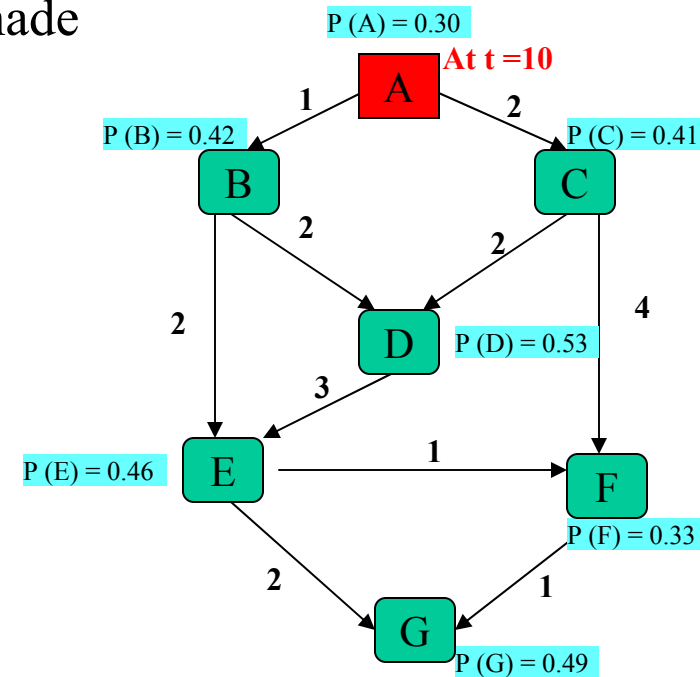 nade
P (A) = 0.30
At t =10
A
1
2
P (B) = 0.42
P (C) = 0.41
B
C
2
2
2
4
D
P (D) = 0.53
3
P (E) = 0.46
E
1
F
P (F) = 0.33
2
1
G
P (G) = 0.49